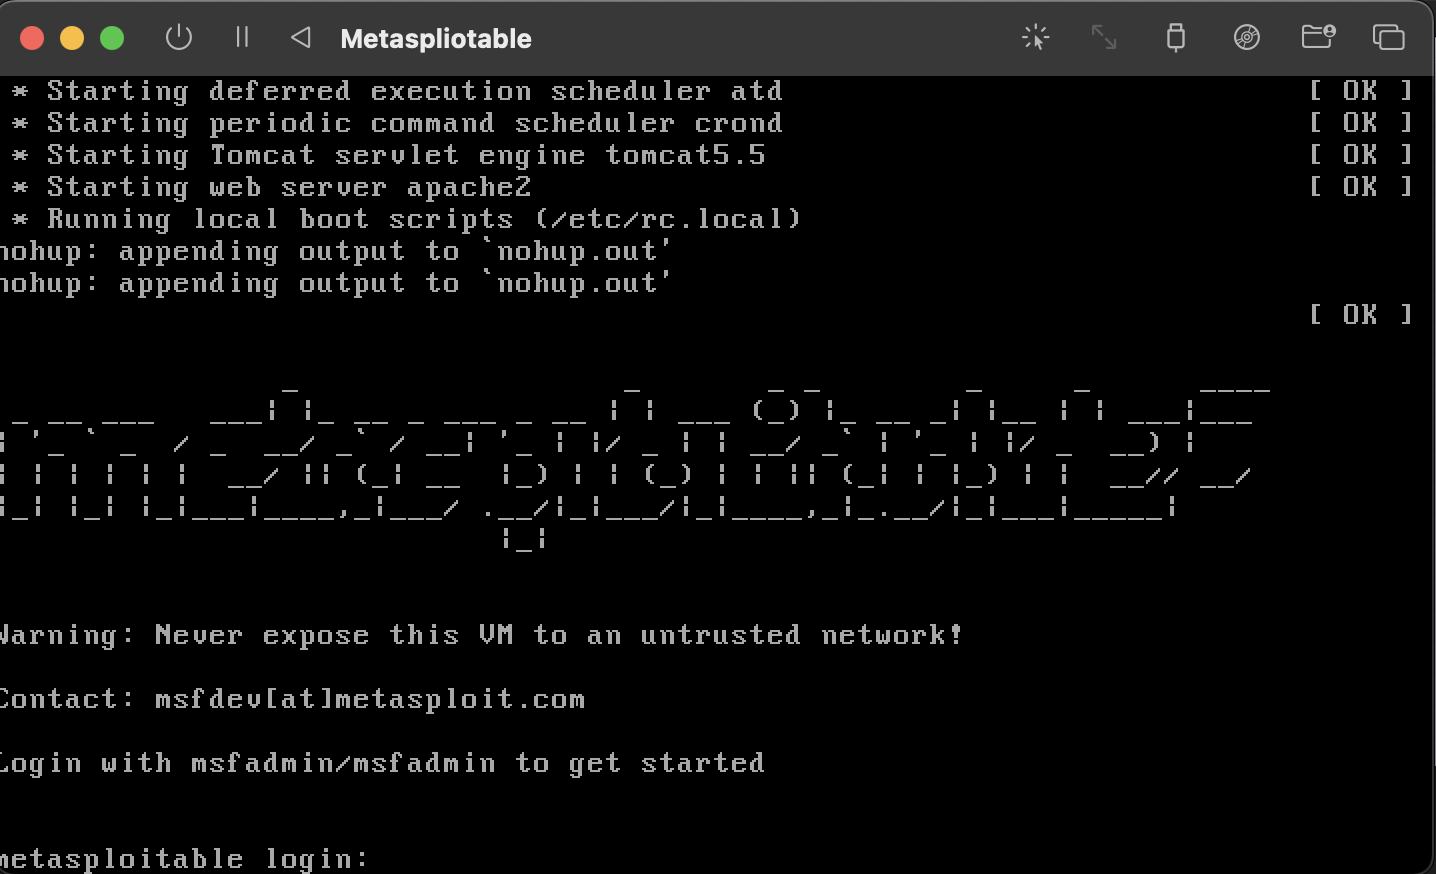 Metaspliotable
* Starting deferred execution scheduler atd [ OK ]
* Starting periodic command scheduler crond [ OK ]
* Starting Tomcat servlet engine tomcat5.5 [ OK ]
* Starting web server apache2 [ OK ]
* Running local boot scripts (/etc/rc.local)
nohup: appending output to `nohup.out'
nohup: appending output to `nohup.out'
[ OK ]
metasploitable2
Warning: Never expose this VM to an untrusted network!
Contact: msfdev[at]metasploit.com
Login with msfadmin/msfadmin to get started
metasploitable login: